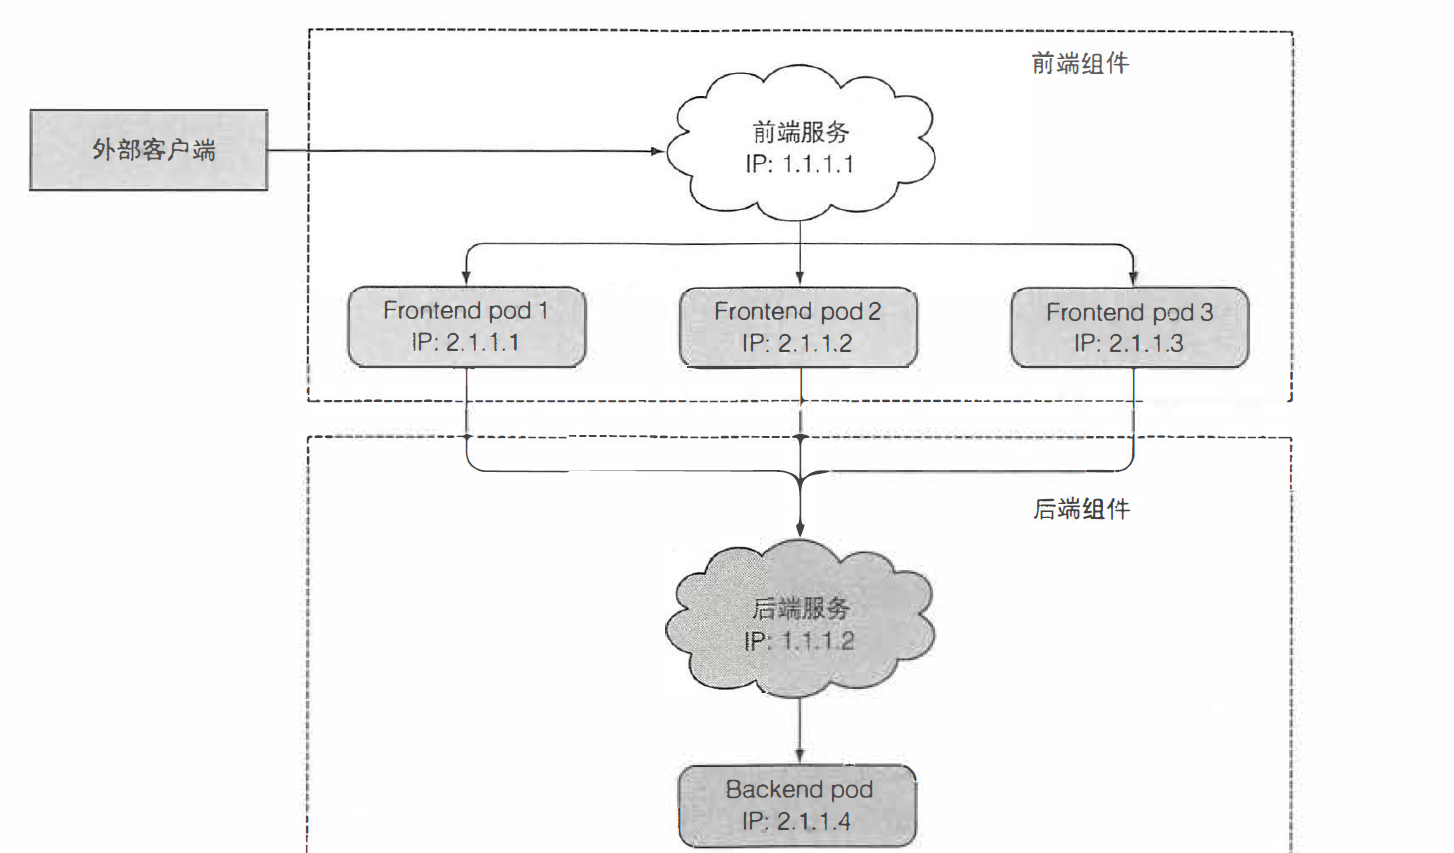 前端组件
外部客户端
前端服务
IP: 1.1.1.1
Frontend pod 1
IP: 2.1.1.1
Frontend pod 2
IP: 2.1.1.2
Frontend pod 3
IP: 2.1.1.3
后端组件
后端服务
IP: 1.1.1.2
Backend pod
IP: 2.1.1.4